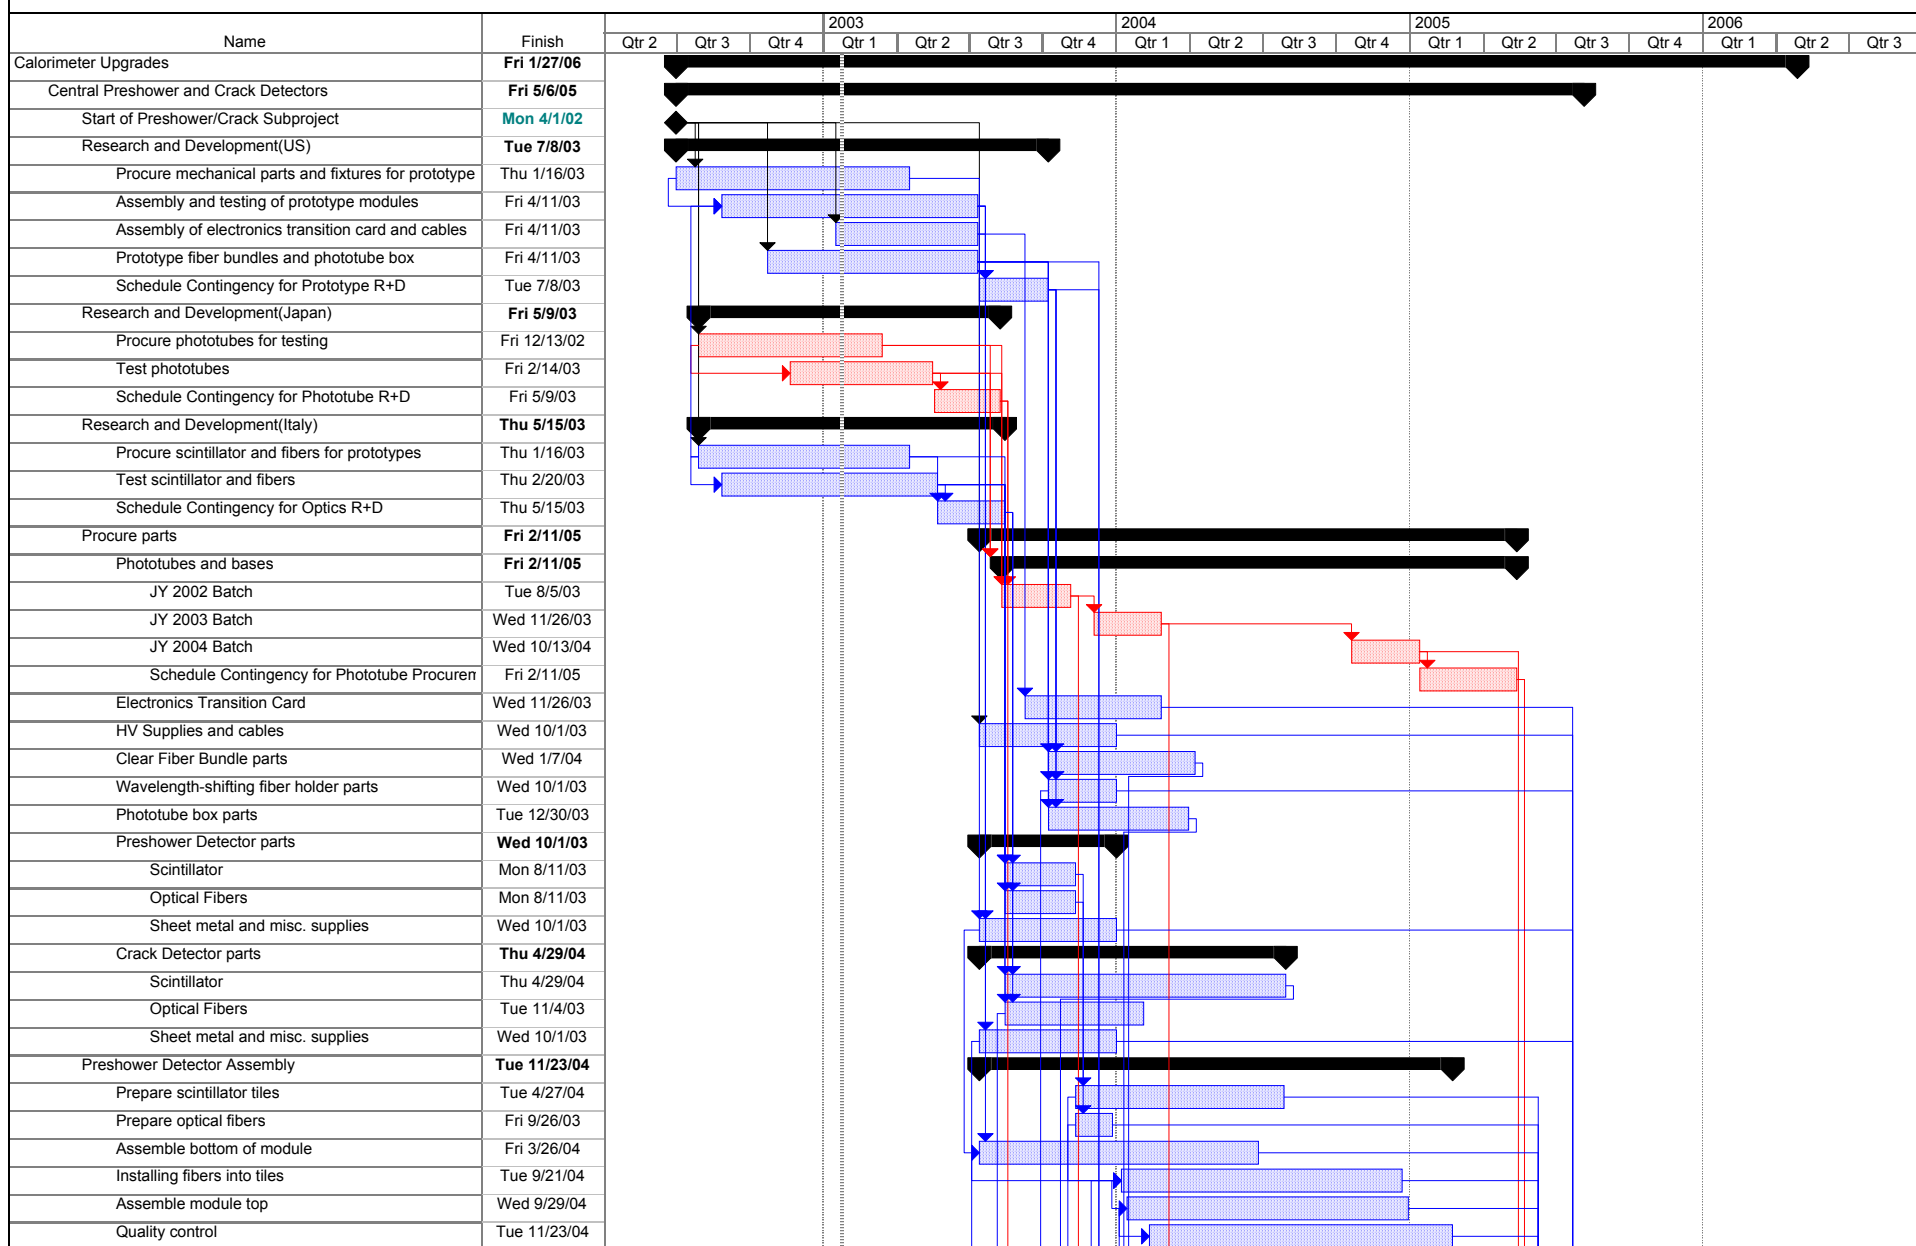 2003 2004 2005 2006
Name Finish Qtr 2 Qtr 3 Qtr 4 Qtr 1 Qtr 2 Qtr 3 Qtr 4 Qtr 1 Qtr 2 Qtr 3 Qtr 4 Qtr 1 Qtr 2 Qtr 3 Qtr 4 Qtr 1 Qtr 2 Qtr 3
Calorimeter Upgrades Fri 1/27/06
Central Preshower and Crack Detectors Fri 5/6/05
Start of Preshower/Crack Subproject Mon 4/1/02
Research and Development(US) Tue 7/8/03
Procure mechanical parts and fixtures for prototype Thu 1/16/03
Assembly and testing of prototype modules Fri 4/11/03
Assembly of electronics transition card and cables Fri 4/11/03
Prototype fiber bundles and phototube box Fri 4/11/03
Schedule Contingency for Prototype R+D Tue 7/8/03
Research and Development(Japan) Fri 5/9/03
Procure phototubes for testing Fri 12/13/02
Test phototubes Fri 2/14/03
Schedule Contingency for Phototube R+D Fri 5/9/03
Research and Development(Italy) Thu 5/15/03
Procure scintillator and fibers for prototypes Thu 1/16/03
Test scintillator and fibers Thu 2/20/03
Schedule Contingency for Optics R+D Thu 5/15/03
Procure parts Fri 2/11/05
Phototubes and bases Fri 2/11/05
JY 2002 Batch Tue 8/5/03
JY 2003 Batch Wed 11/26/03
JY 2004 Batch Wed 10/13/04
Schedule Contingency for Phototube Procurem Fri 2/11/05
Electronics Transition Card Wed 11/26/03
HV Supplies and cables Wed 10/1/03
Clear Fiber Bundle parts Wed 1/7/04
Wavelength-shifting fiber holder parts Wed 10/1/03
Phototube box parts Tue 12/30/03
Preshower Detector parts Wed 10/1/03
Scintillator Mon 8/11/03
Optical Fibers Mon 8/11/03
Sheet metal and misc. supplies Wed 10/1/03
Crack Detector parts Thu 4/29/04
Scintillator Thu 4/29/04
Optical Fibers Tue 11/4/03
Sheet metal and misc. supplies Wed 10/1/03
Preshower Detector Assembly Tue 11/23/04
Prepare scintillator tiles Tue 4/27/04
Prepare optical fibers Fri 9/26/03
Assemble bottom of module Fri 3/26/04
Installing fibers into tiles Tue 9/21/04
Assemble module top Wed 9/29/04
Quality control Tue 11/23/04